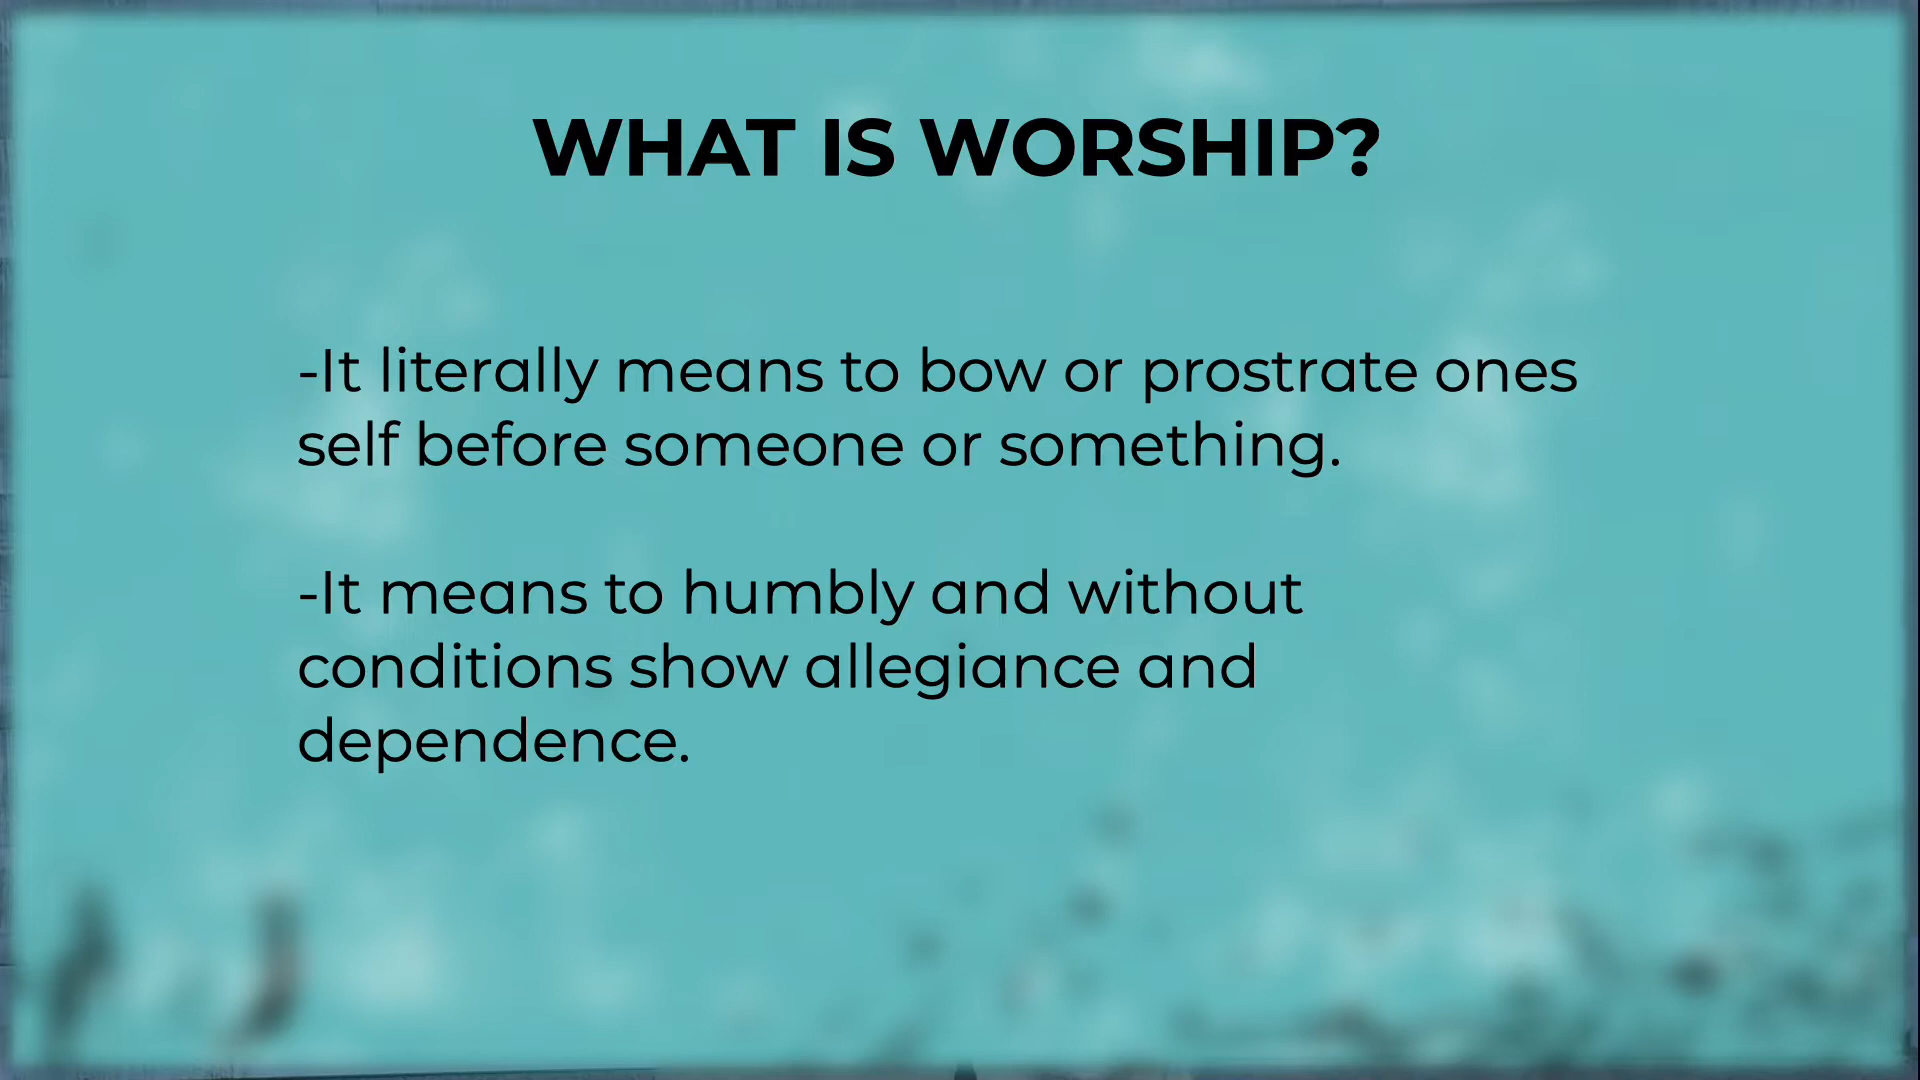 WHAT IS WORSHIP?
-It literally means to bow or prostrate ones
self before someone or something.
-It means to humbly and without
conditions show allegiance and
dependence.